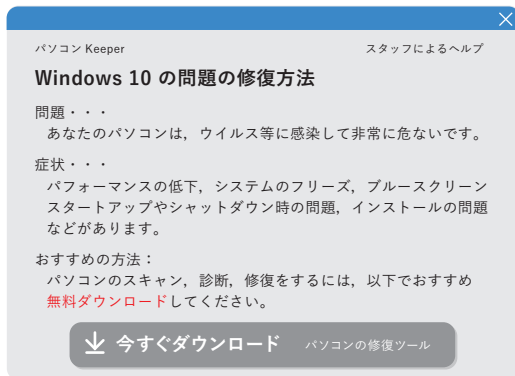 パソコン Keeper
スタッフによるヘルプ
Windows 10 の問題の修復方法
問題・・・
あなたのパソコンは，ウイルス等に感染して非常に危ないです。
症状・・・
パフォーマンスの低下，システムのフリーズ，ブルースクリーン
スタートアップやシャットダウン時の問題，インストールの問題
などがあります。
おすすめの方法：
パソコンのスキャン，診断，修復をするには，以下でおすすめ
無料ダウンロードしてください。
今すぐダウンロード パソコンの修復ツール